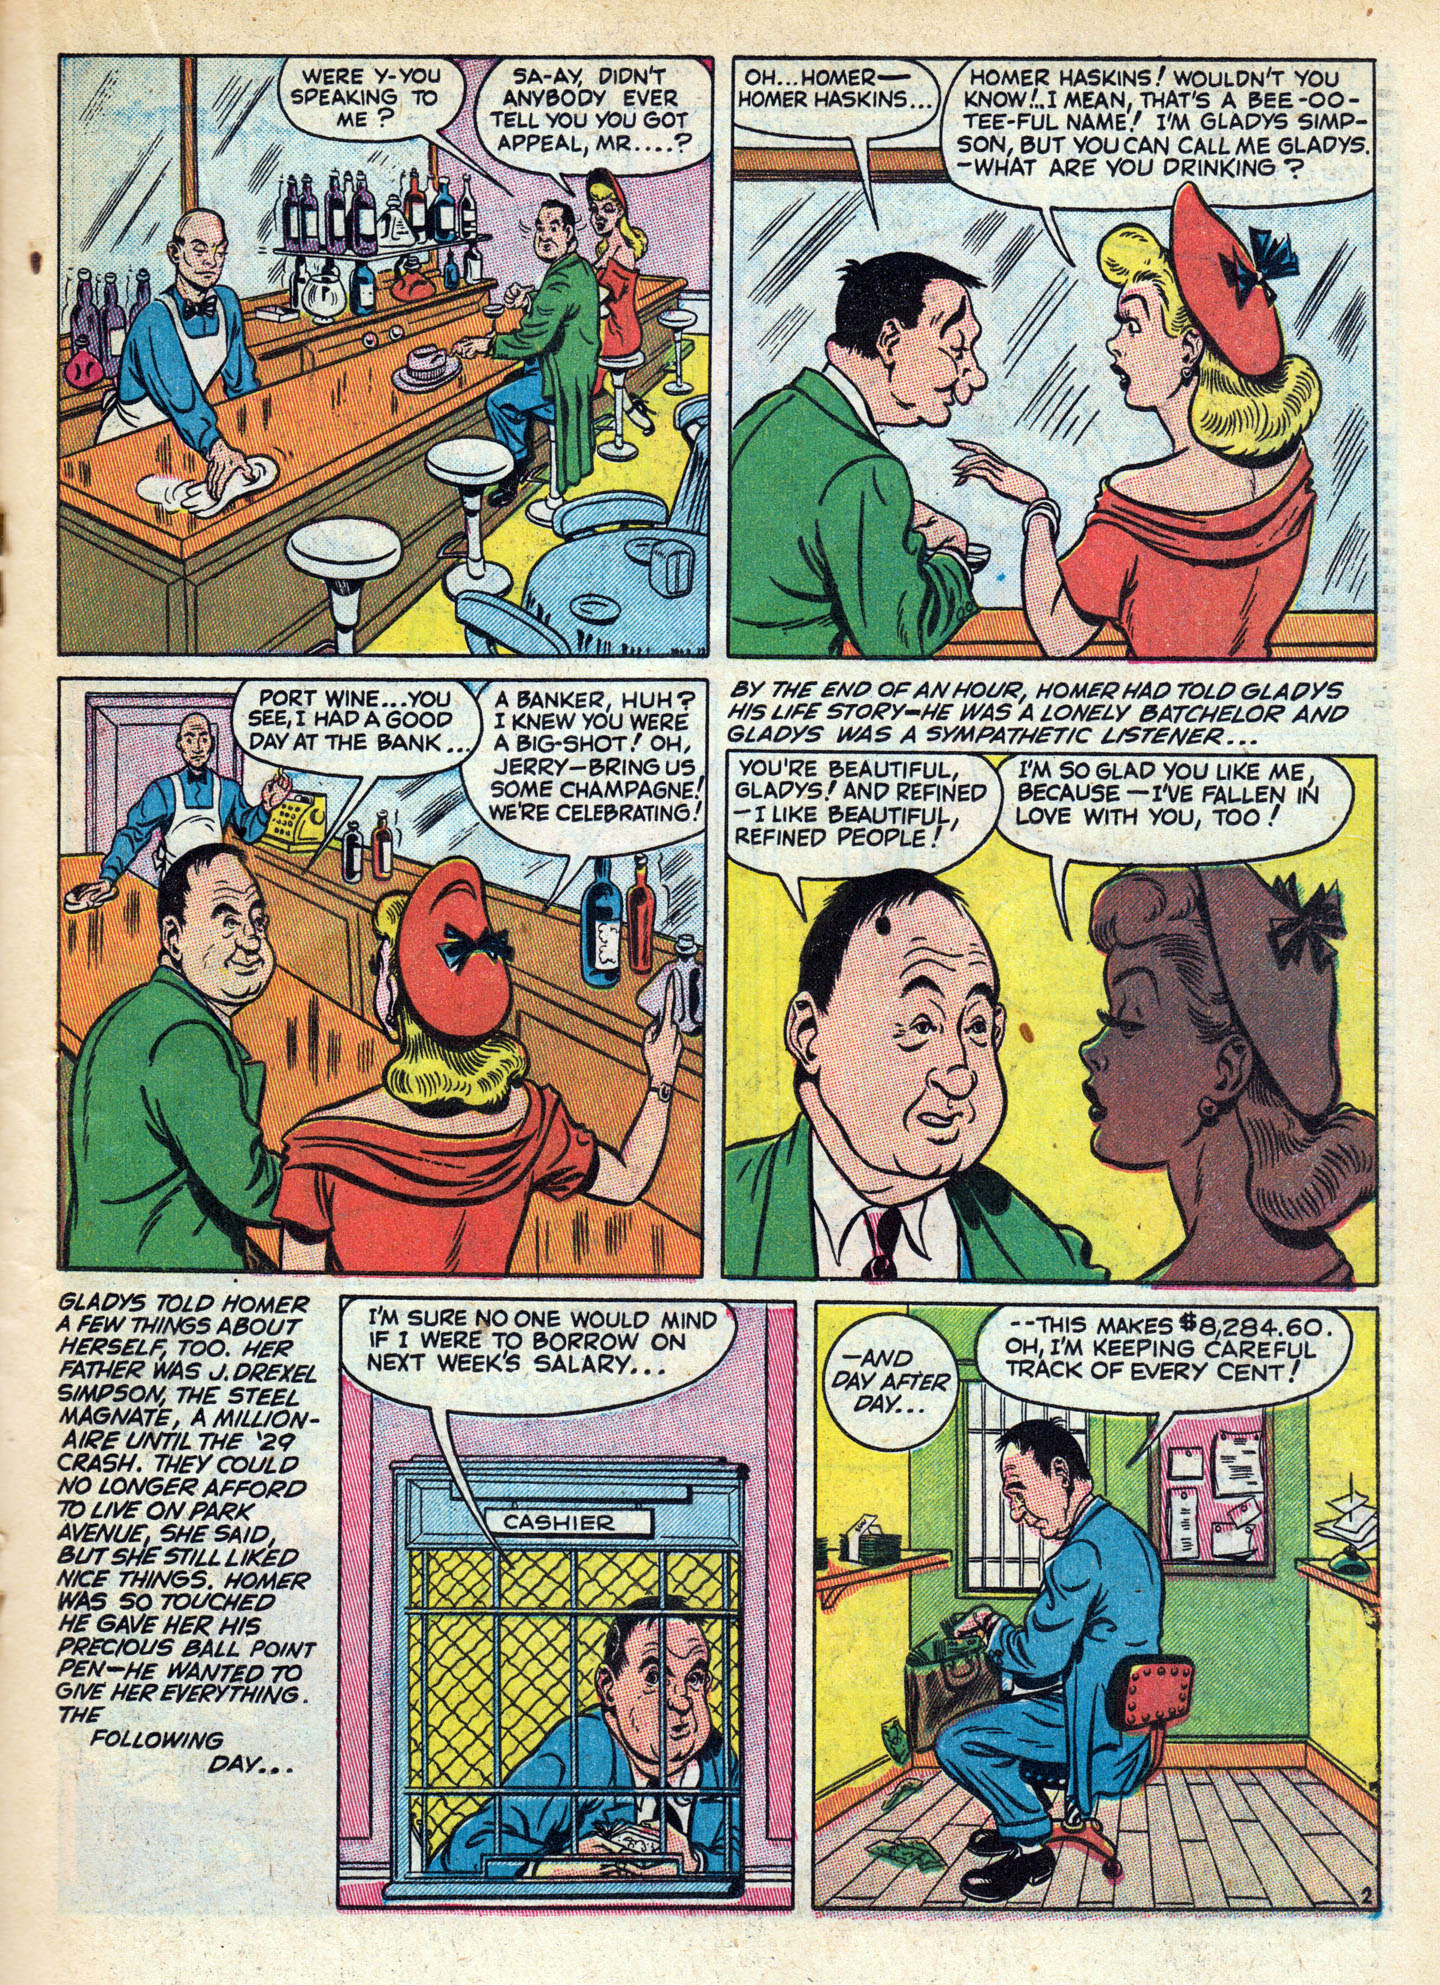 WERE Y-YOU
SPEAKING TO
ME?
SA-AY, DIDN'T
ANYBODY EVER
TELL YOU YOU GOT
APPEAL, MR.....?
OH...HOMER—
HOMER HASKINS...
HOMER HASKINS! WOULDN'T YOU
KNOW!..I MEAN, THAT'S A BEE-OO-
TEE-FUL NAME! I'M GLADYS SIMP-
SON, BUT YOU CAN CALL ME GLADYS.
-WHAT ARE YOU DRINKING?
PORT WINE...YOU
SEE, I HAD A GOOD
DAY AT THE BANK...
A BANKER, HUH?
I KNEW YOU WERE
A BIG-SHOT! OH,
JERRY—BRING US
SOME CHAMPAGNE!
WE'RE CELEBRATING!
BY THE END OF AN HOUR, HOMER HAD TOLD GLADYS
HIS LIFE STORY—HE WAS A LONELY BATCHELOR AND
GLADYS WAS A SYMPATHETIC LISTENER...
YOU'RE BEAUTIFUL,
GLADYS! AND REFINED
—I LIKE BEAUTIFUL,
REFINED PEOPLE!
I'M SO GLAD YOU LIKE ME,
BECAUSE—I'VE FALLEN IN
LOVE WITH YOU, TOO!
GLADYS TOLD HOMER
A FEW THINGS ABOUT
HERSELF, TOO. HER
FATHER WAS J. DREXEL
SIMPSON, THE STEEL
MAGNATE, A MILLION-
AIRE UNTIL THE '29
CRASH. THEY COULD
NO LONGER AFFORD
TO LIVE ON PARK
AVENUE, SHE SAID,
BUT SHE STILL LIKED
NICE THINGS. HOMER
WAS SO TOUCHED
HE GAVE HER HIS
PRECIOUS BALL POINT
PEN—HE WANTED TO
GIVE HER EVERYTHING.
THE
FOLLOWING
DAY...
I'M SURE NO ONE WOULD MIND
IF I WERE TO BORROW ON
NEXT WEEK'S SALARY...
CASHIER
—AND
DAY AFTER
DAY...
--THIS MAKES $8,284.60.
OH, I'M KEEPING CAREFUL
TRACK OF EVERY CENT!
2